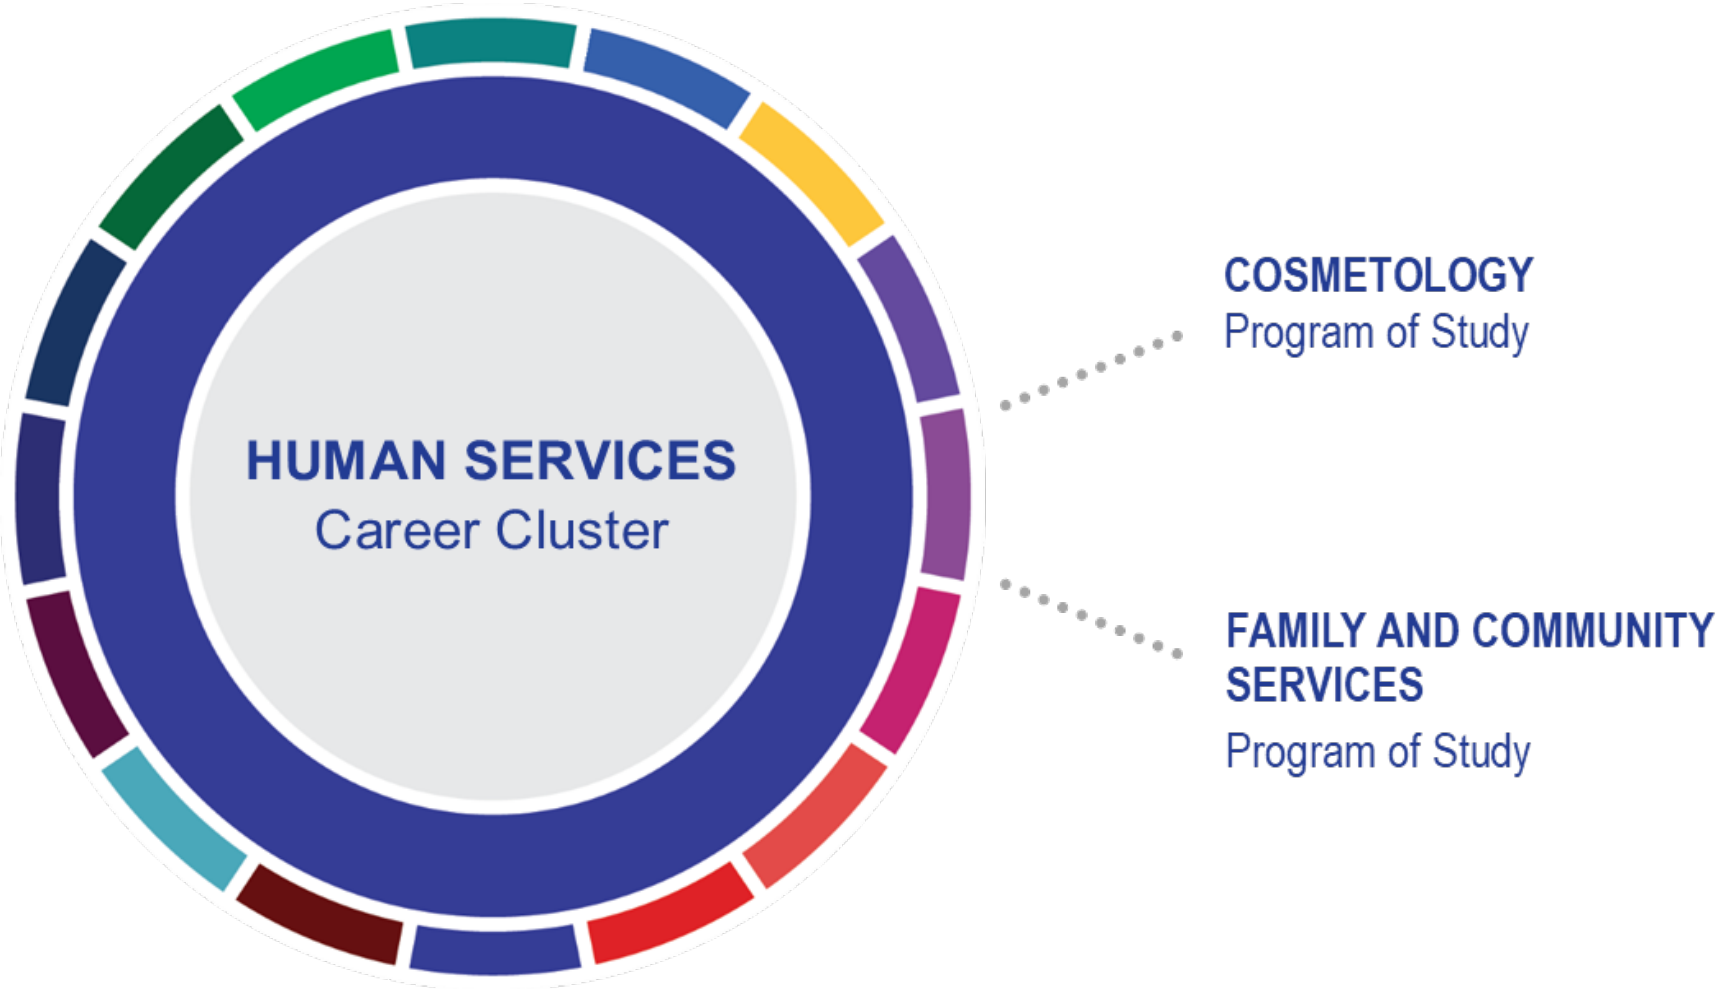 HUMAN SERVICES
Career Cluster
COSMETOLOGY
Program of Study
FAMILY AND COMMUNITY
SERVICES
Program of Study